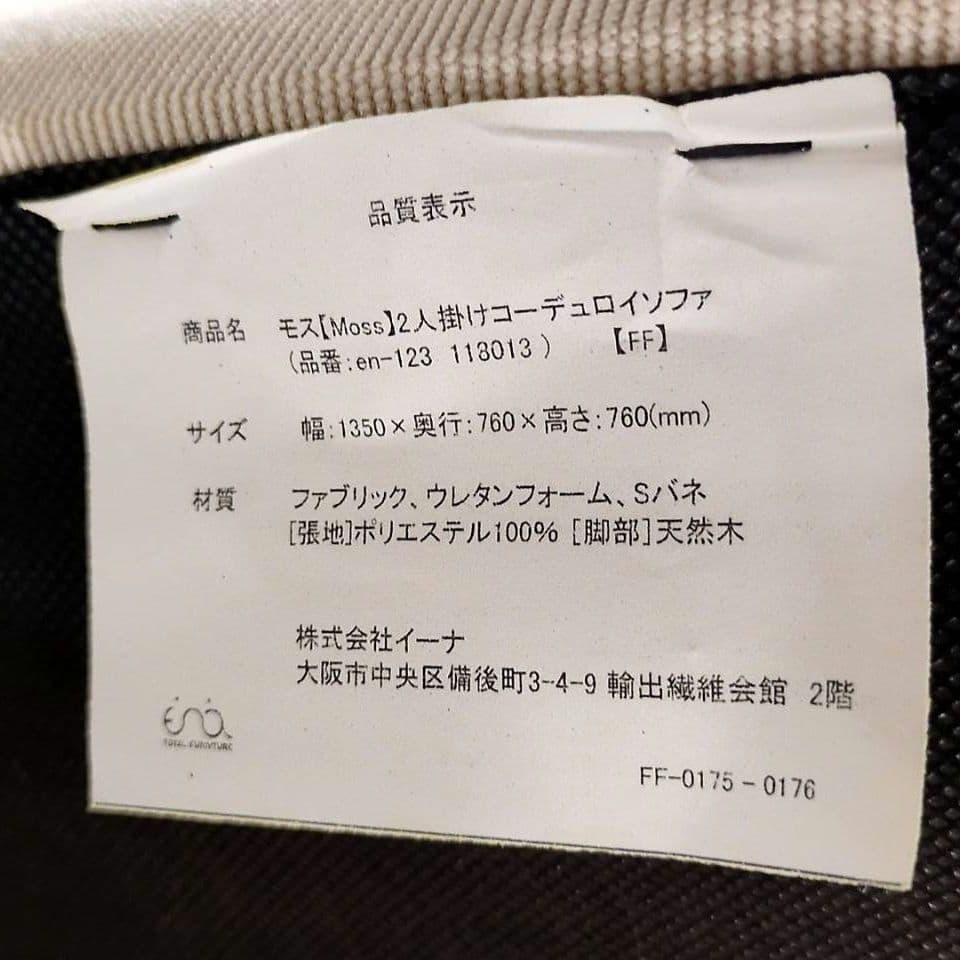 品質表示
商品名 モス【Moss】2人掛けコーデュロイソファ
(品番:en-123 113013 ) 【FF】
サイズ 幅:1350×奥行:760×高さ:760(mm)
材質 ファブリック、ウレタンフォーム、Sバネ
[張地]ポリエステル100% [脚部]天然木
株式会社イーナ
大阪市中央区備後町3-4-9 輸出繊維会館 2階
ena
TOTAL FURNITURE
FF-0175-0176